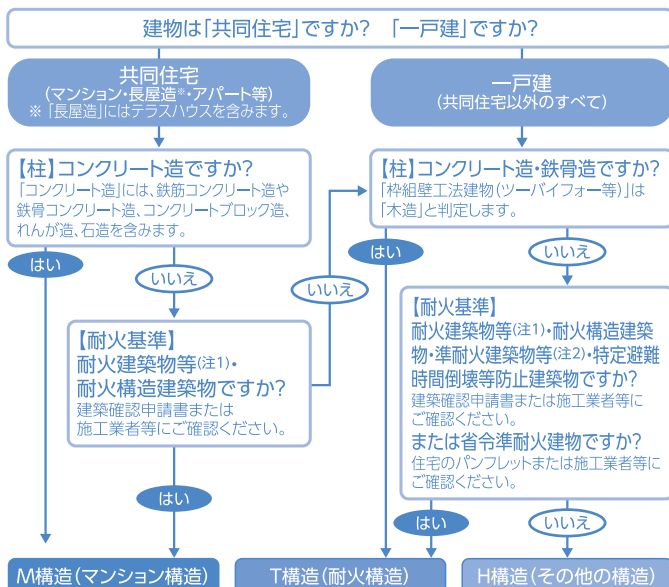 建物は「共同住宅」ですか？　「一戸建」ですか？
共同住宅
(マンション・長屋造※・アパート等)
※「長屋造」にはテラスハウスを含みます。
【柱】コンクリート造ですか？
「コンクリート造」には、鉄筋コンクリート造や
鉄骨コンクリート造、コンクリートブロック造、
れんが造、石造を含みます。
はい
いいえ
【耐火基準】
耐火建築物等(注1)・
耐火構造建築物ですか？
建築確認申請書または
施工業者等にご確認ください。
いいえ
はい
一戸建
(共同住宅以外のすべて)
【柱】コンクリート造・鉄骨造ですか？
「枠組壁工法建物(ツーバイフォー等)」は
「木造」と判定します。
はい
いいえ
【耐火基準】
耐火建築物等(注1)・耐火構造建築
物・準耐火建築物等(注2)・特定避難
時間倒壊等防止建築物ですか？
建築確認申請書または施工業者等に
ご確認ください。
または省令準耐火建物ですか？
住宅のパンフレットまたは施工業者等に
ご確認ください。
はい
いいえ
M構造(マンション構造)
T構造(耐火構造)
H構造(その他の構造)